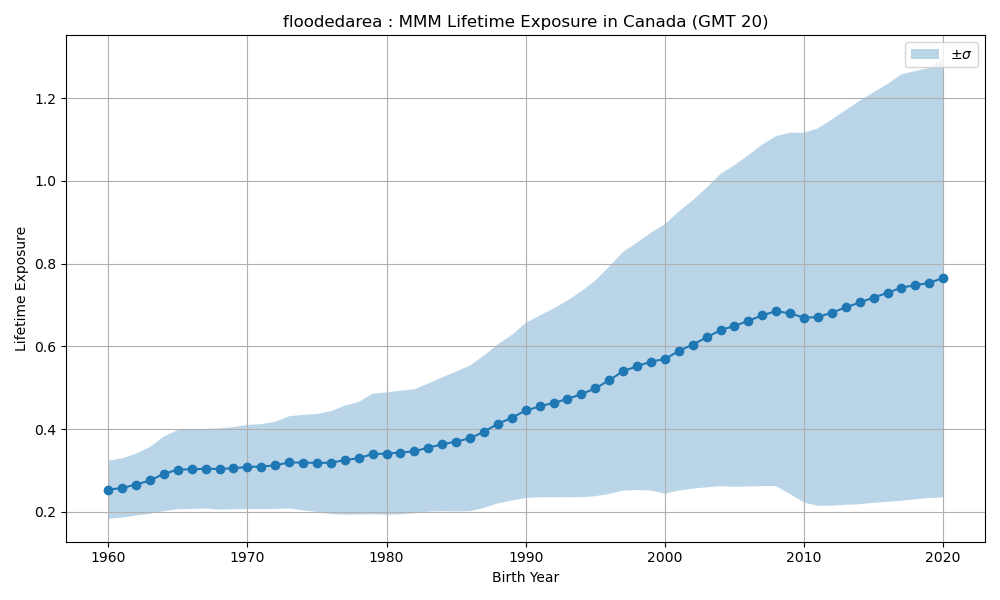 floodedarea : MMM Lifetime Exposure in Canada (GMT 20)
±σ
1.2
1.0
0.8
0.6
0.4
0.2
Lifetime Exposure
1960 1970 1980 1990 2000 2010 2020
Birth Year